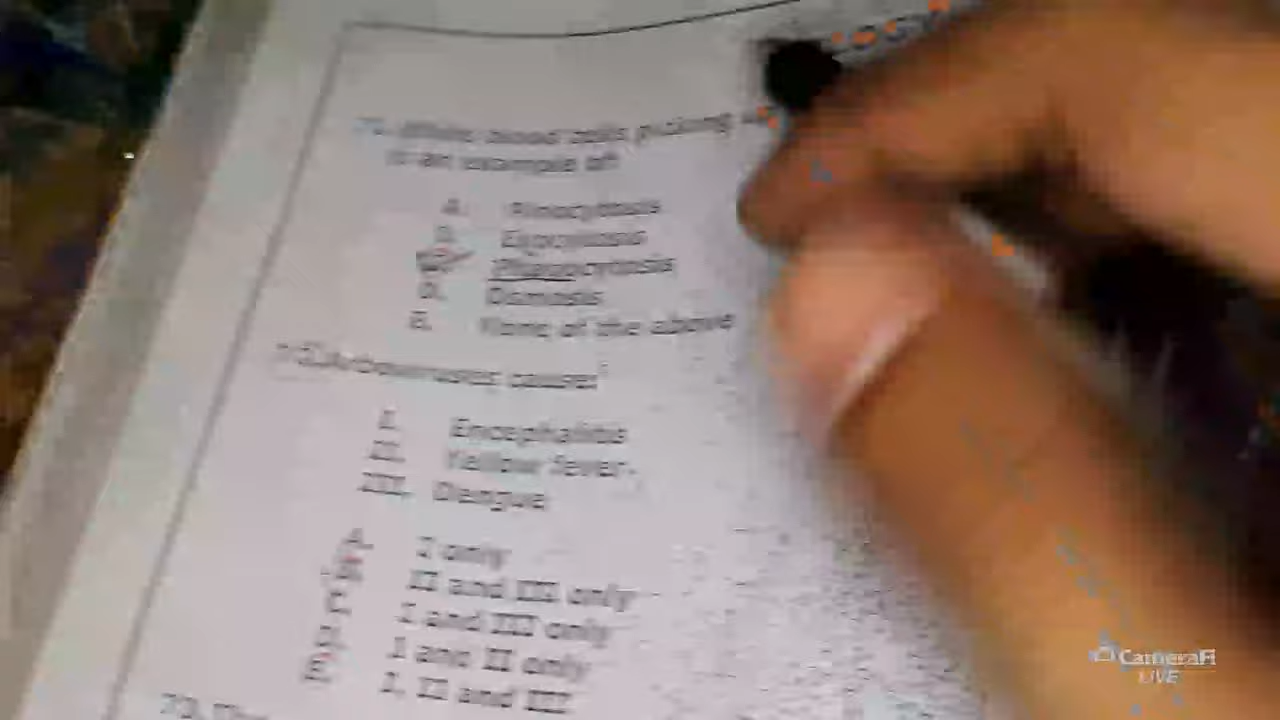 White blood cells picking
is an example of:
A. Pinocytosis
B. Exocytosis
Phagocytosis
D. Osmosis
E. None of the above
cause:
I. Encephalitis
II. Yellow fever
III. Dengue
A. I only
B. II and III only
C. I and III only
D. I and II only
E. I, II and III
73.
CameraFi
LIVE